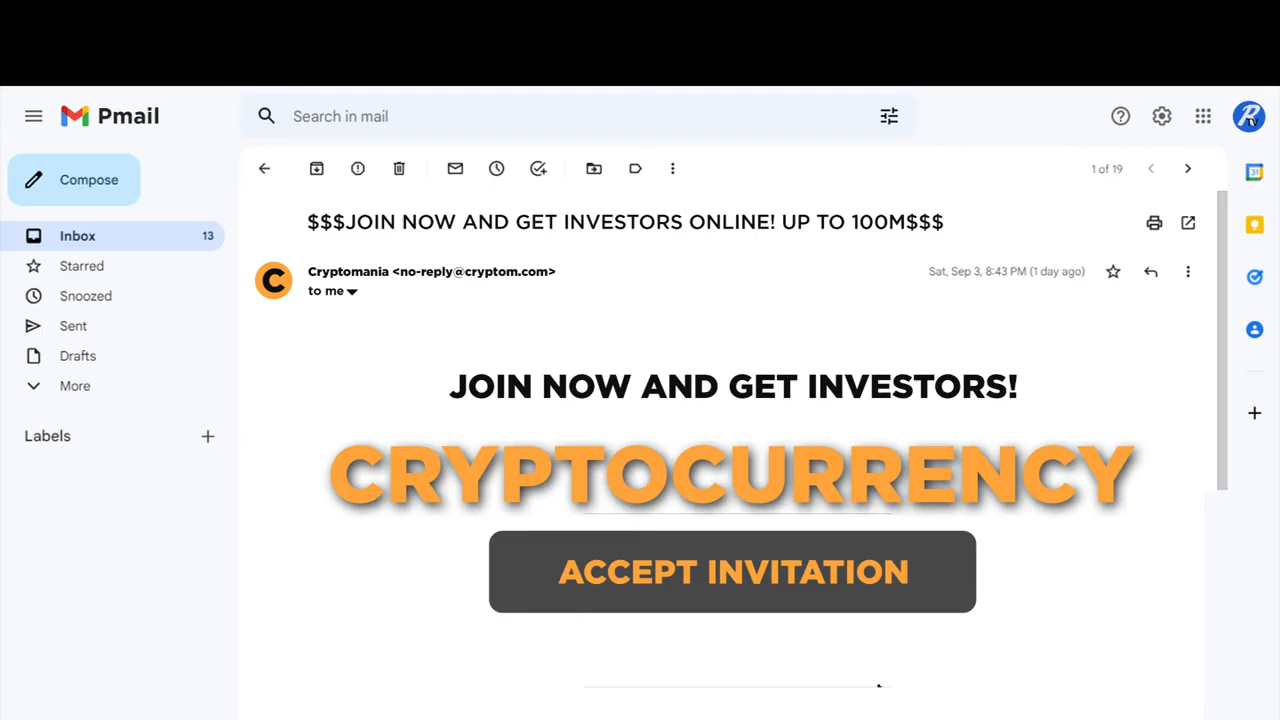 Pmail
Search in mail
Compose
1 of 19
Inbox 13
$$$JOIN NOW AND GET INVESTORS ONLINE! UP TO 100M$$$
Starred
C
Cryptomania <no-reply@cryptom.com>
Sat, Sep 3, 8:43 PM (1 day ago)
to me
Snoozed
Sent
Drafts
More
Labels
JOIN NOW AND GET INVESTORS!
CRYPTOCURRENCY
ACCEPT INVITATION
31